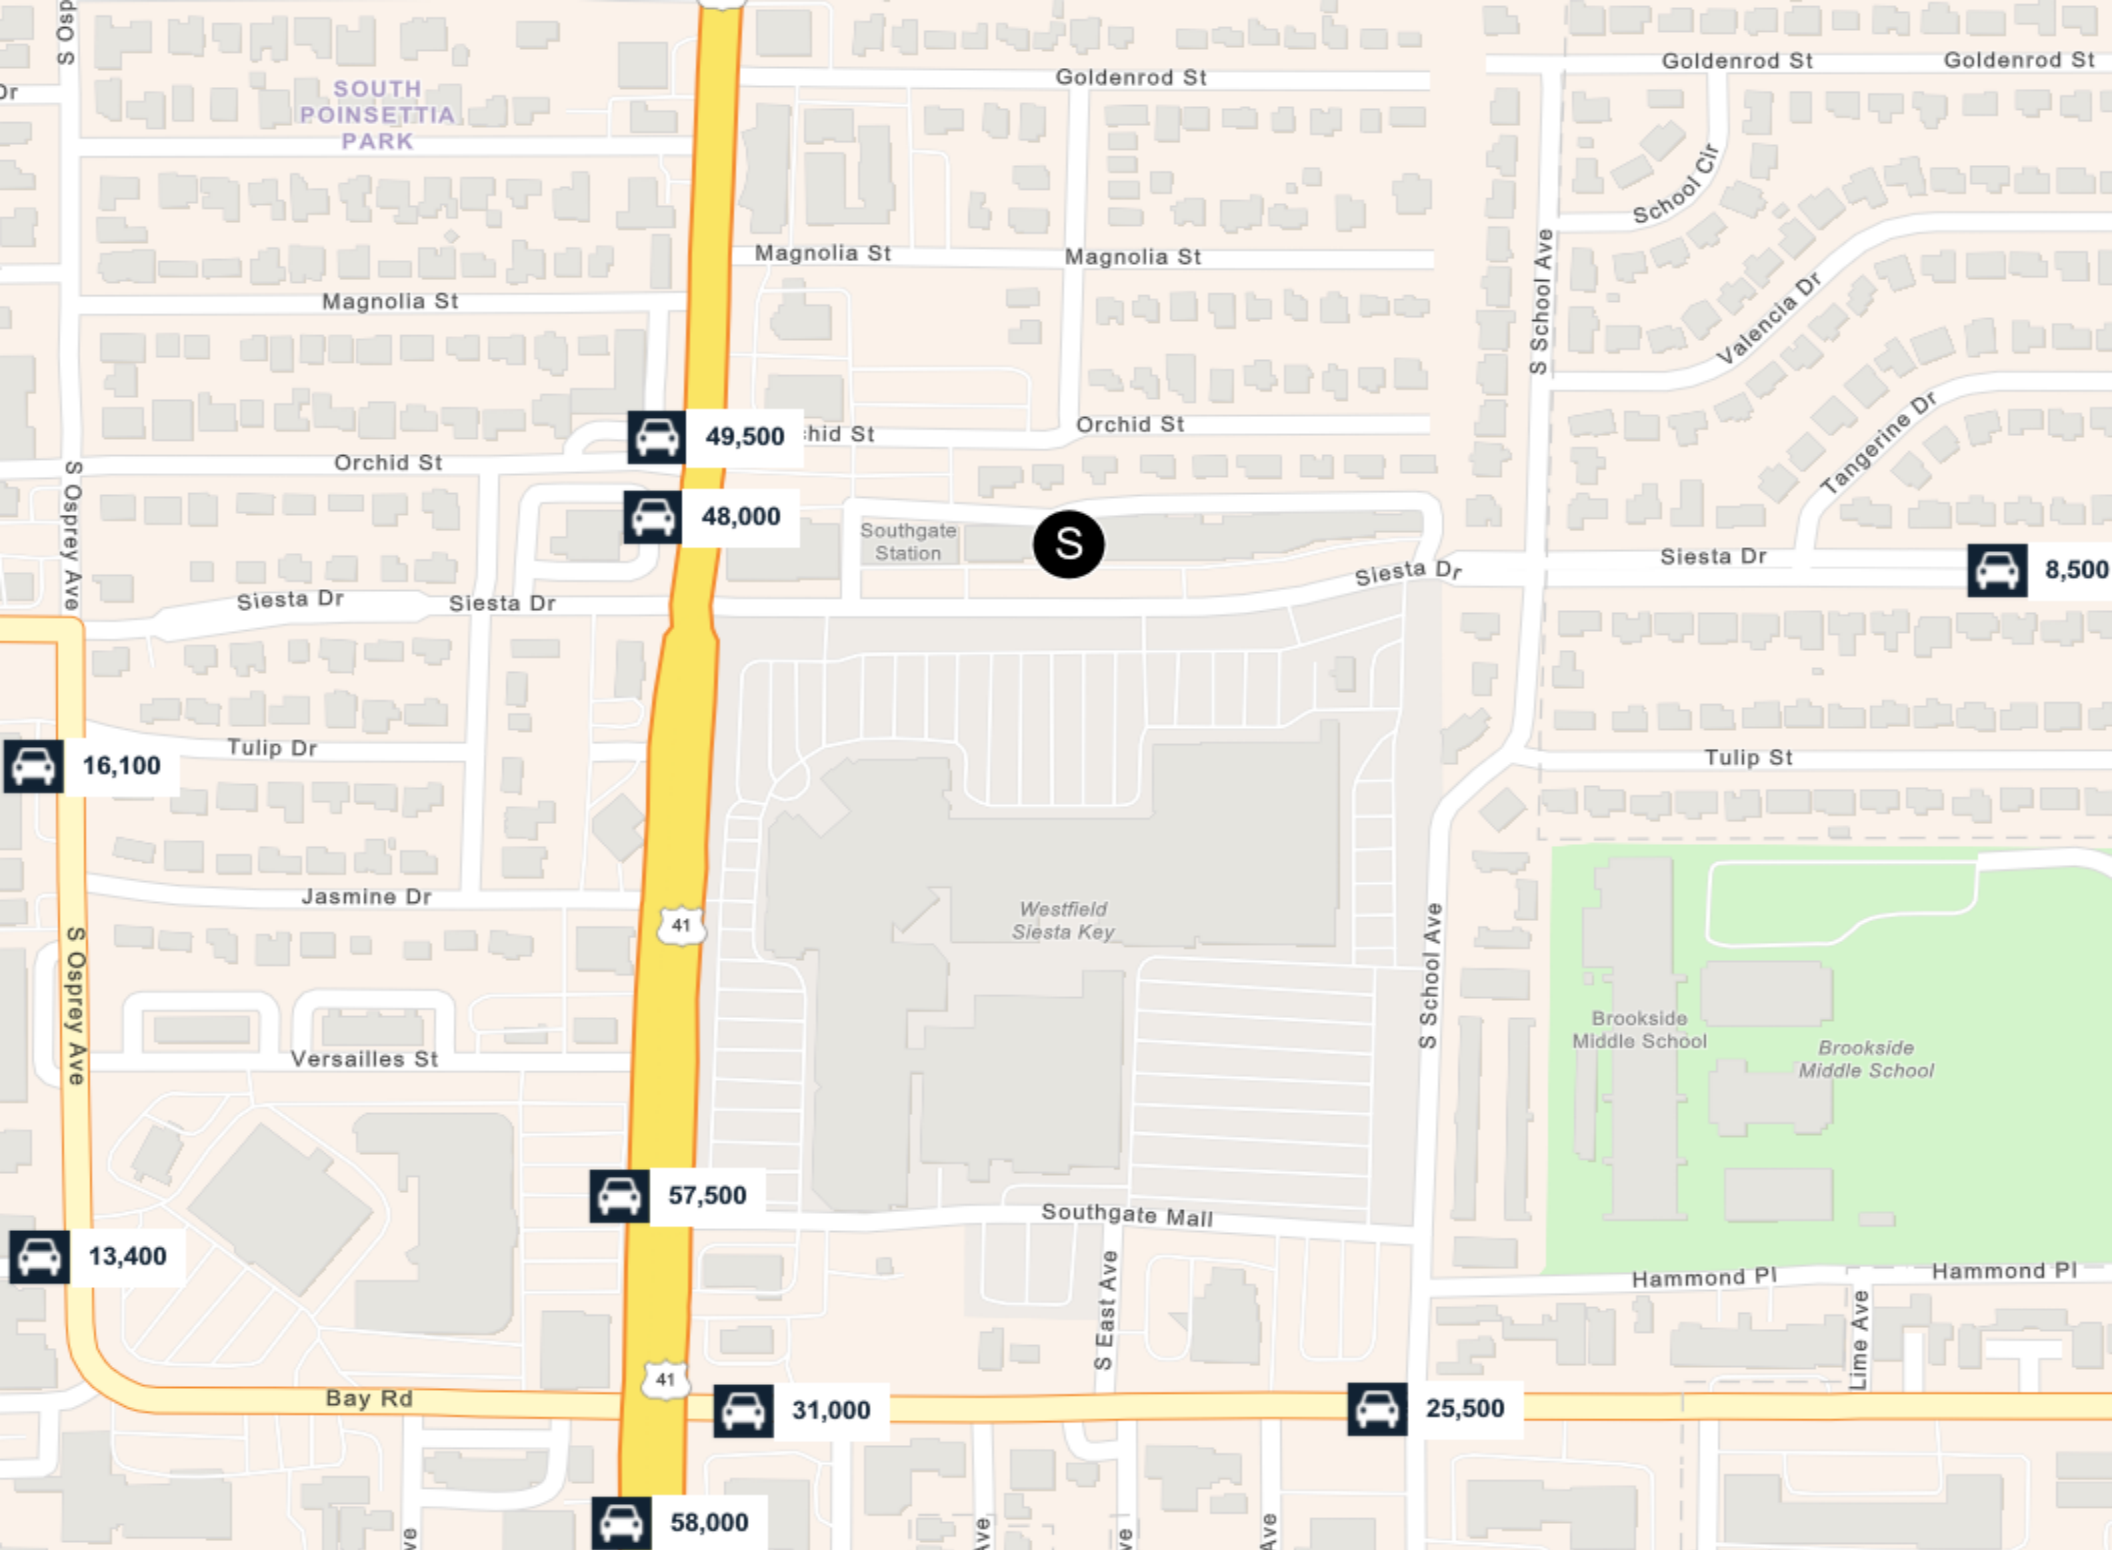 S Osp
Goldenrod St
Goldenrod St
Goldenrod St
Dr
SOUTH
POINSETTIA
PARK
School Cir
Magnolia St
Magnolia St
S School Ave
Magnolia St
Valencia Dr
49,500
hid St
Orchid St
Tangerine Dr
Orchid St
S Osprey Ave
48,000
Southgate
Station
S
Siesta Dr
Siesta Dr
8,500
Siesta Dr
Siesta Dr
Tulip Dr
16,100
Tulip St
Jasmine Dr
41
Westfield
Siesta Key
S Osprey Ave
S School Ave
Brookside
Middle School
Brookside
Middle School
Versailles St
57,500
Southgate Mall
13,400
S East Ave
Hammond Pl
Hammond Pl
Lime Ave
41
Bay Rd
31,000
25,500
58,000
ve
Ave
ve
Ave